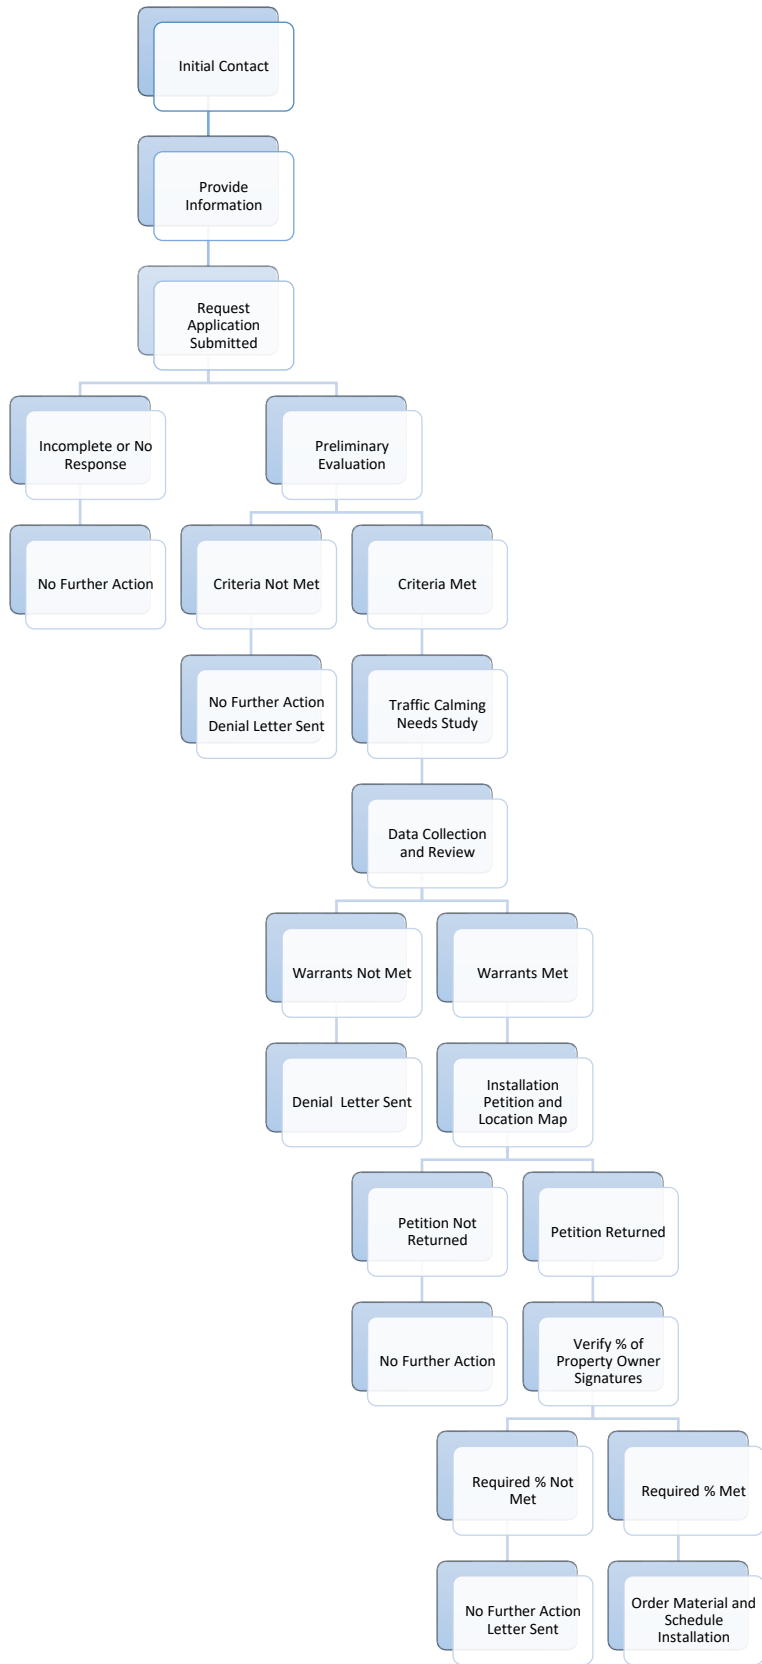 Initial Contact
Provide
Information
Request
Application
Submitted
Incomplete or No
Response
Preliminary
Evaluation
No Further Action
Criteria Not Met
Criteria Met
No Further Action
Denial Letter Sent
Traffic Calming
Needs Study
Data Collection
and Review
Warrants Not Met
Warrants Met
Denial  Letter Sent
Installation
Petition and
Location Map
Petition Not
Returned
Petition Returned
No Further Action
Verify % of
Property Owner
Signatures
Required % Not
Met
Required % Met
No Further Action
Letter Sent
Order Material and
Schedule
Installation